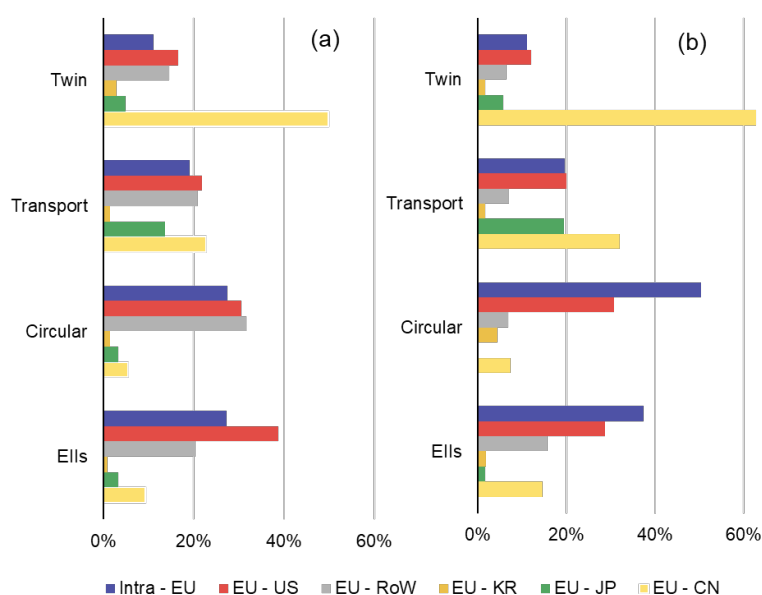 (a)
(b)
Twin
Twin
Transport
Transport
Circular
Circular
EIIs
EIIs
0%
20%
40%
60%
0%
20%
40%
60%
Intra - EU
EU - US
EU - RoW
EU - KR
EU - JP
EU - CN